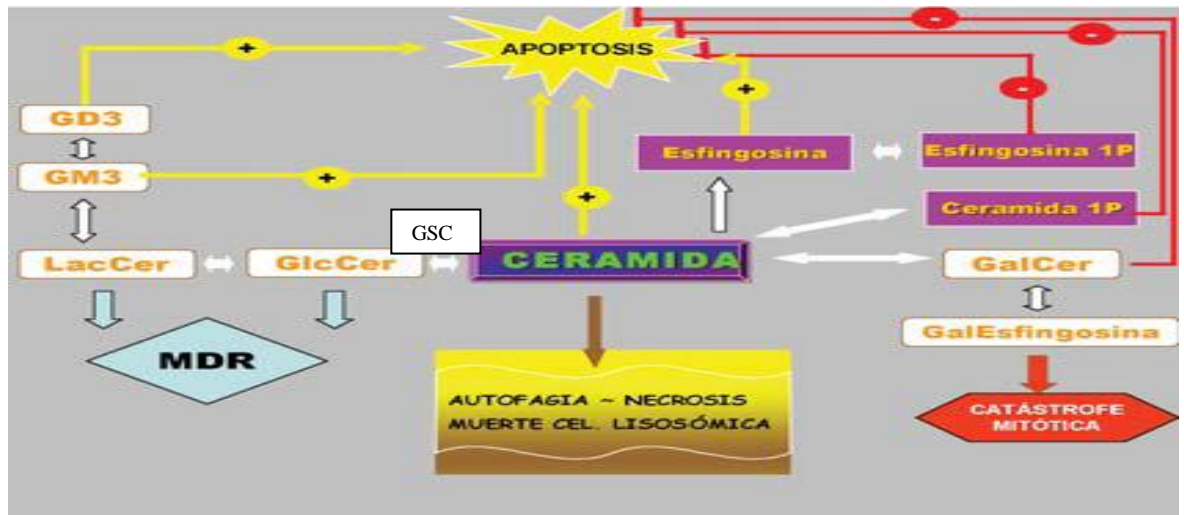 APOPTOSIS
GD3
GM3
Esfingosina
Esfingosina 1P
Ceramida 1P
GSC
LacCer
GlcCer
CERAMIDA
GalCer
GalEsfingosina
MDR
AUTOFAGIA ~ NECROSIS
MUERTE CEL. LISOSÓMICA
CATÁSTROFE
MITÓTICA
+
+
+
+
-
-
-